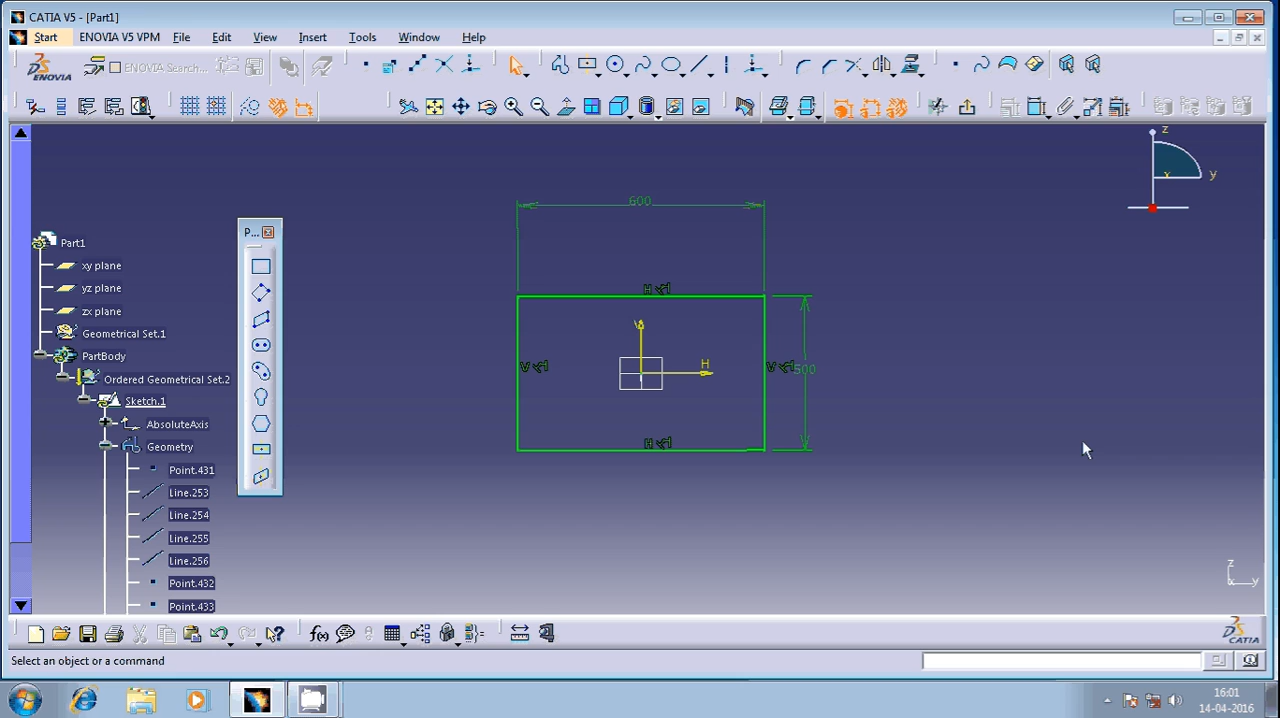 CATIA V5 - [Part1]
Start ENOVIA V5 VPM File Edit View Insert Tools Window Help
ENOVIA ENOVIA Search...
z
x y
600
P...
Part1
xy plane
yz plane
zx plane
Geometrical Set.1
PartBody
Ordered Geometrical Set.2
Sketch.1
AbsoluteAxis
Geometry
Point.431
Line.253
Line.254
Line.255
Line.256
Point.432
Point.433
H
V
H
V
V
500
H
z
x y
f(x)
CATIA
Select an object or a command
16:01
14-04-2016